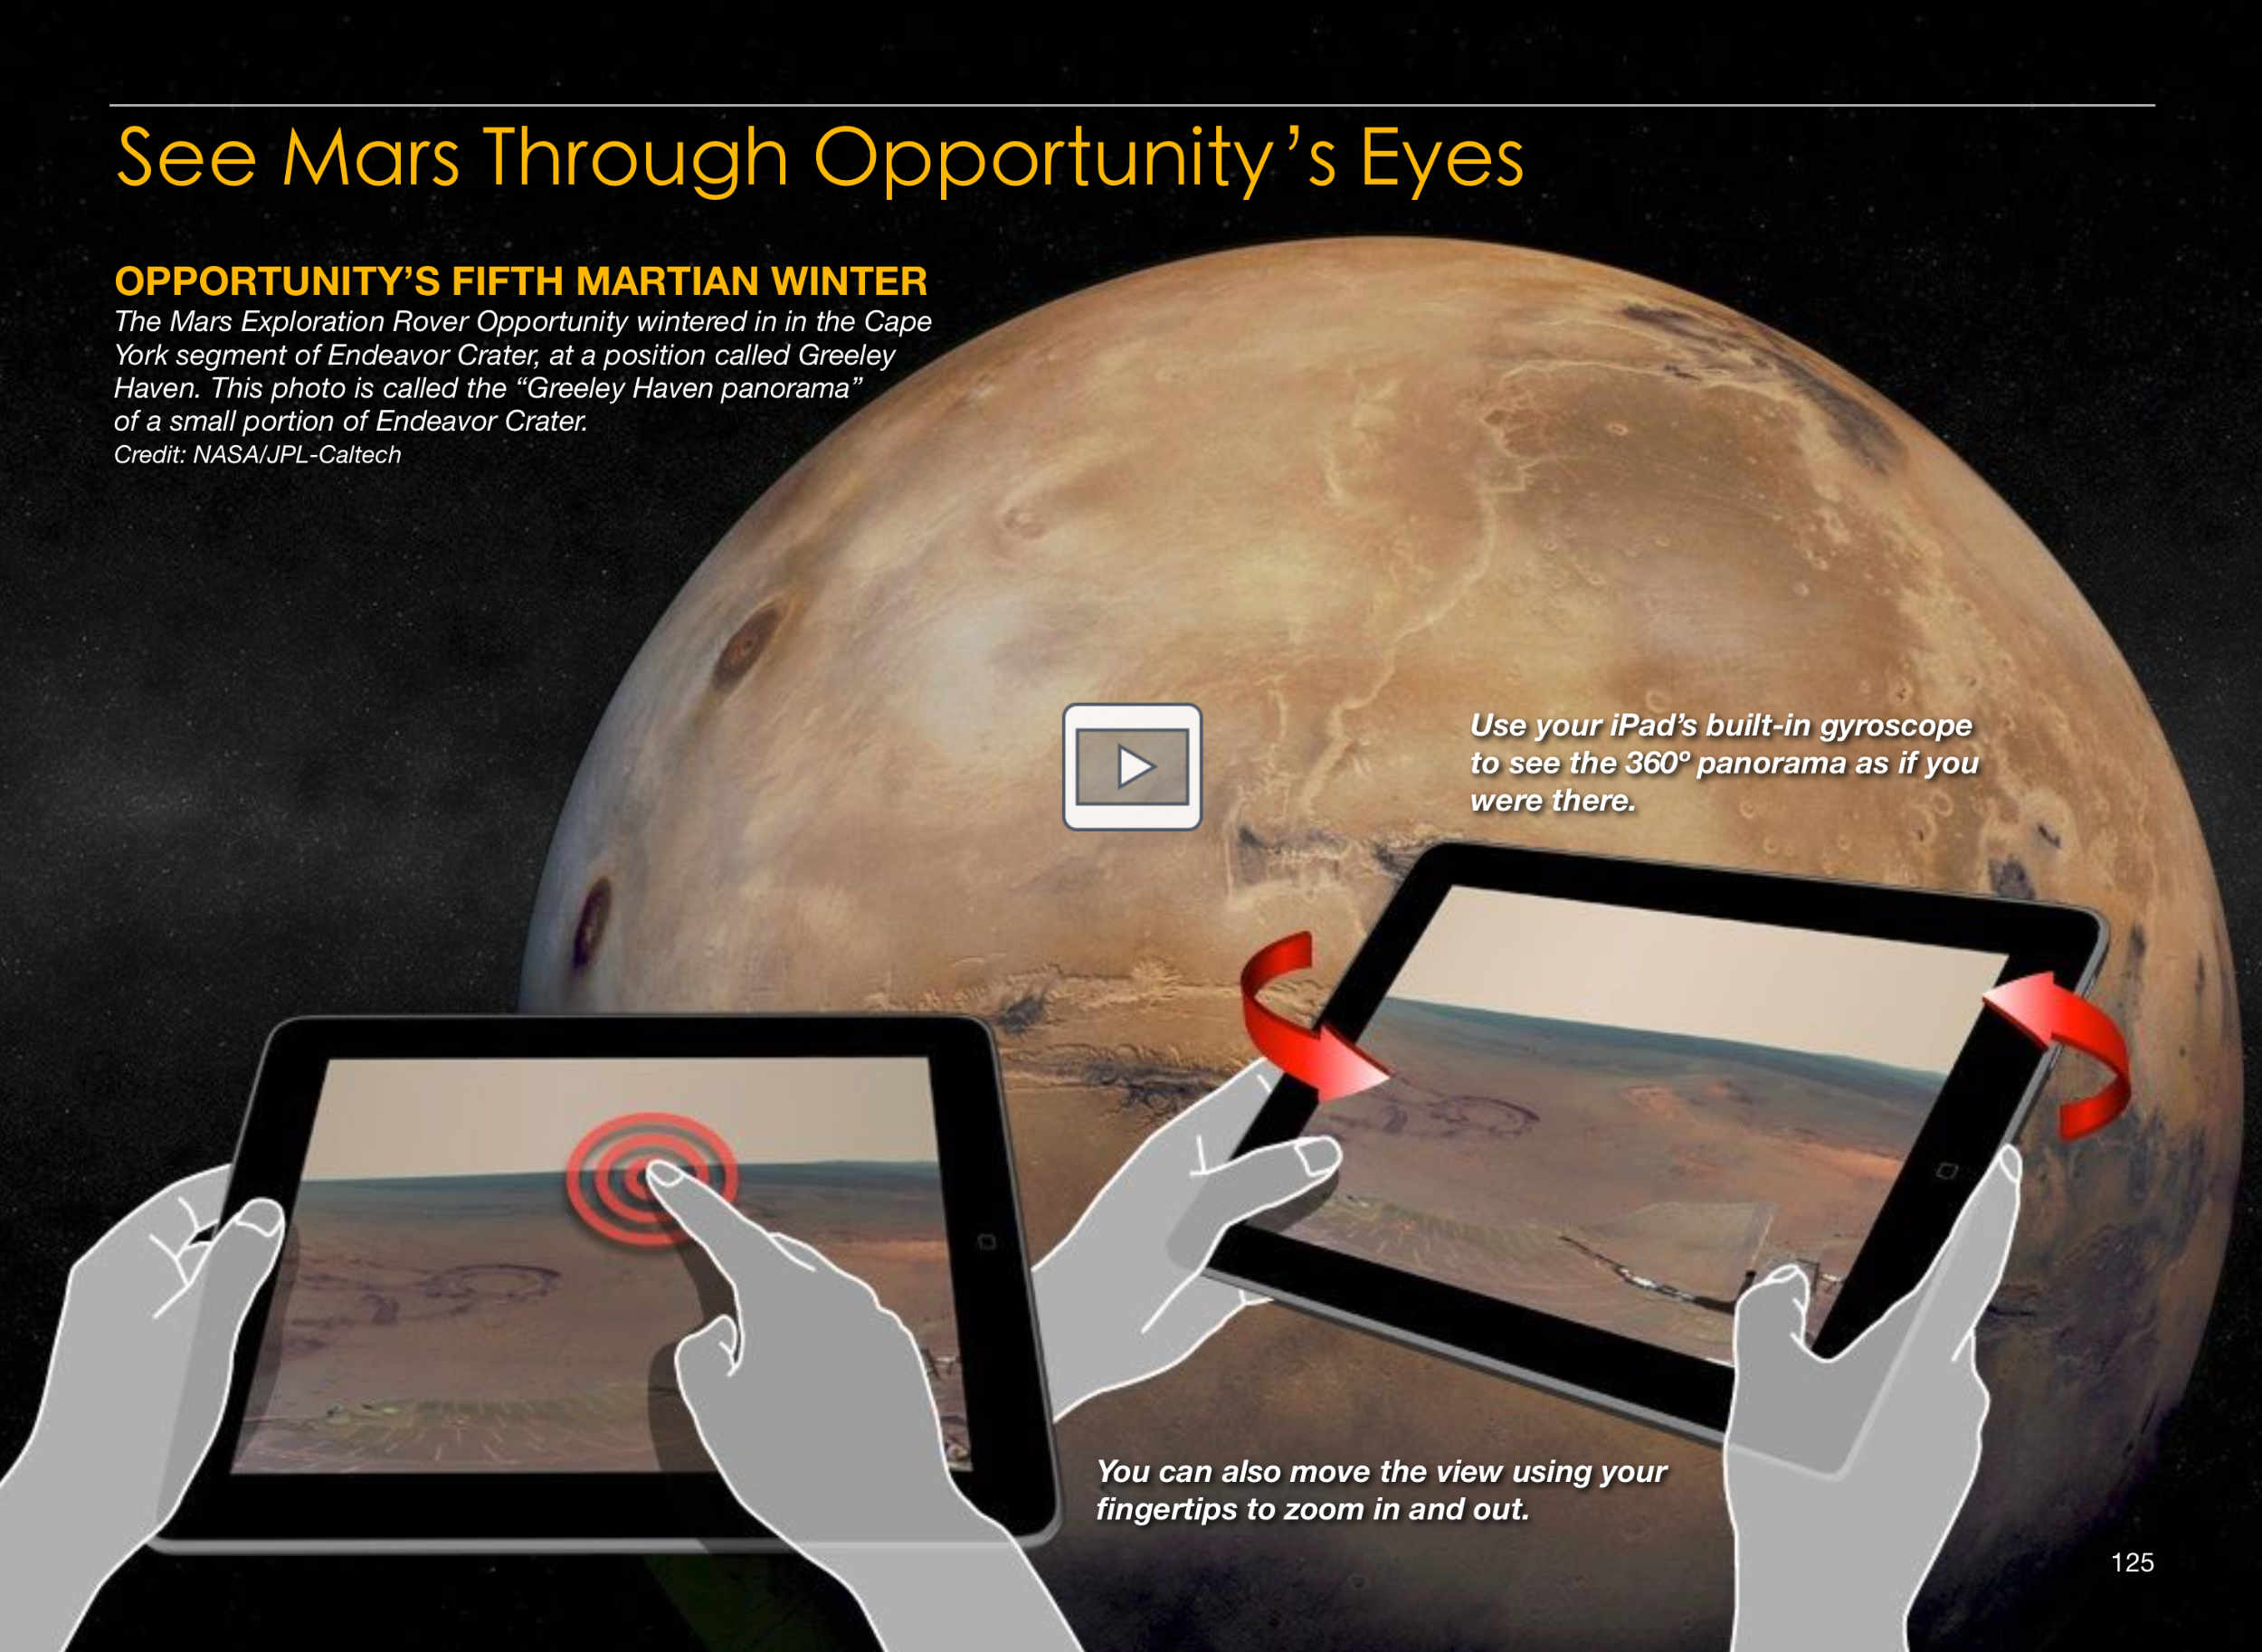 See Mars Through Opportunity's Eyes
OPPORTUNITY'S FIFTH MARTIAN WINTER
The Mars Exploration Rover Opportunity wintered in in the Cape
York segment of Endeavor Crater, at a position called Greeley
Haven. This photo is called the “Greeley Haven panorama”
of a small portion of Endeavor Crater.
Credit: NASA/JPL-Caltech
Use your iPad's built-in gyroscope
to see the 360º panorama as if you
were there.
You can also move the view using your
fingertips to zoom in and out.
125